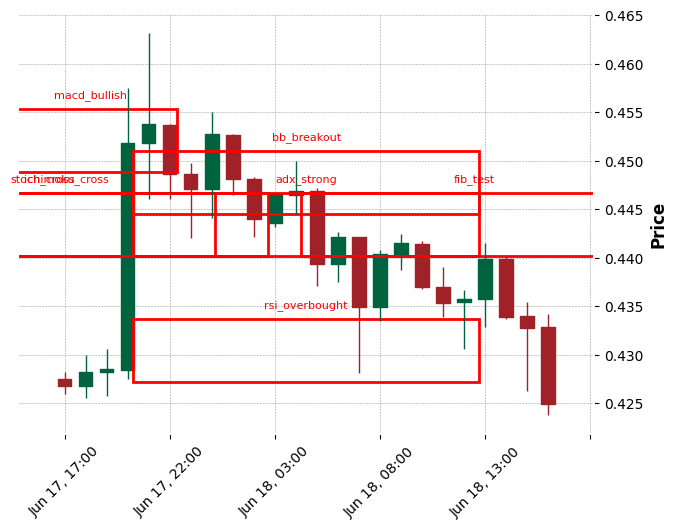 0.465
0.460
macd_bullish
0.455
bb_breakout
0.450
adx_strong
fib_test
0.445
Price
0.440
rsi_overbought
0.435
0.430
0.425
Jun 17, 17:00
Jun 17, 22:00
Jun 18, 03:00
Jun 18, 08:00
Jun 18, 13:00